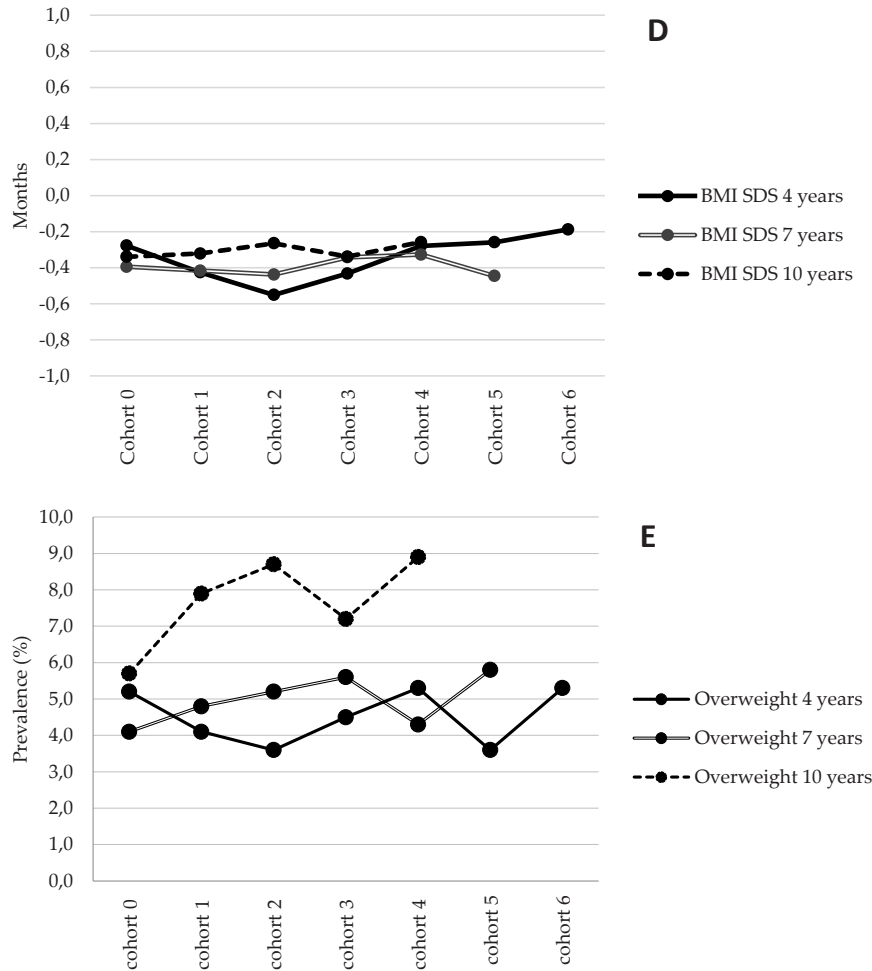 D
1,0
0,8
0,6
0,4
0,2
0,0
-0,2
-0,4
-0,6
-0,8
-1,0
Months
Cohort 0
Cohort 1
Cohort 2
Cohort 3
Cohort 4
Cohort 5
Cohort 6
BMI SDS 4 years
BMI SDS 7 years
BMI SDS 10 years
E
10,0
9,0
8,0
7,0
6,0
5,0
4,0
3,0
2,0
1,0
0,0
Prevalence (%)
cohort 0
cohort 1
cohort 2
cohort 3
cohort 4
cohort 5
cohort 6
Overweight 4 years
Overweight 7 years
Overweight 10 years